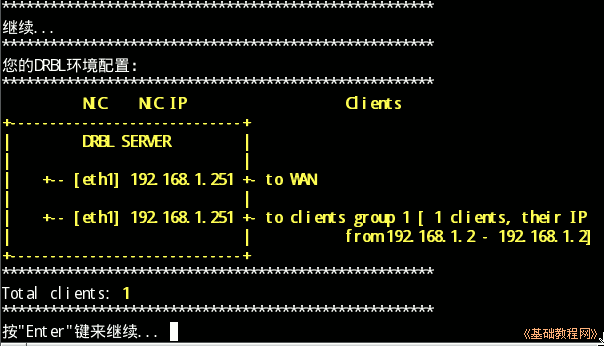 ******************************************************
继续...
******************************************************
您的DRBL环境配置:
******************************************************
NIC NIC IP Clients
+-----------------------------+
| DRBL SERVER |
| |
| +-- [eth1] 192.168.1.251 +- to WAN
| |
| +-- [eth1] 192.168.1.251 +- to clients group 1 [ 1 clients, their IP
| | from 192.168.1.2 - 192.168.1.2]
+-----------------------------+
******************************************************
Total clients: 1
******************************************************
按"Enter"键来继续...
《基础教程网》